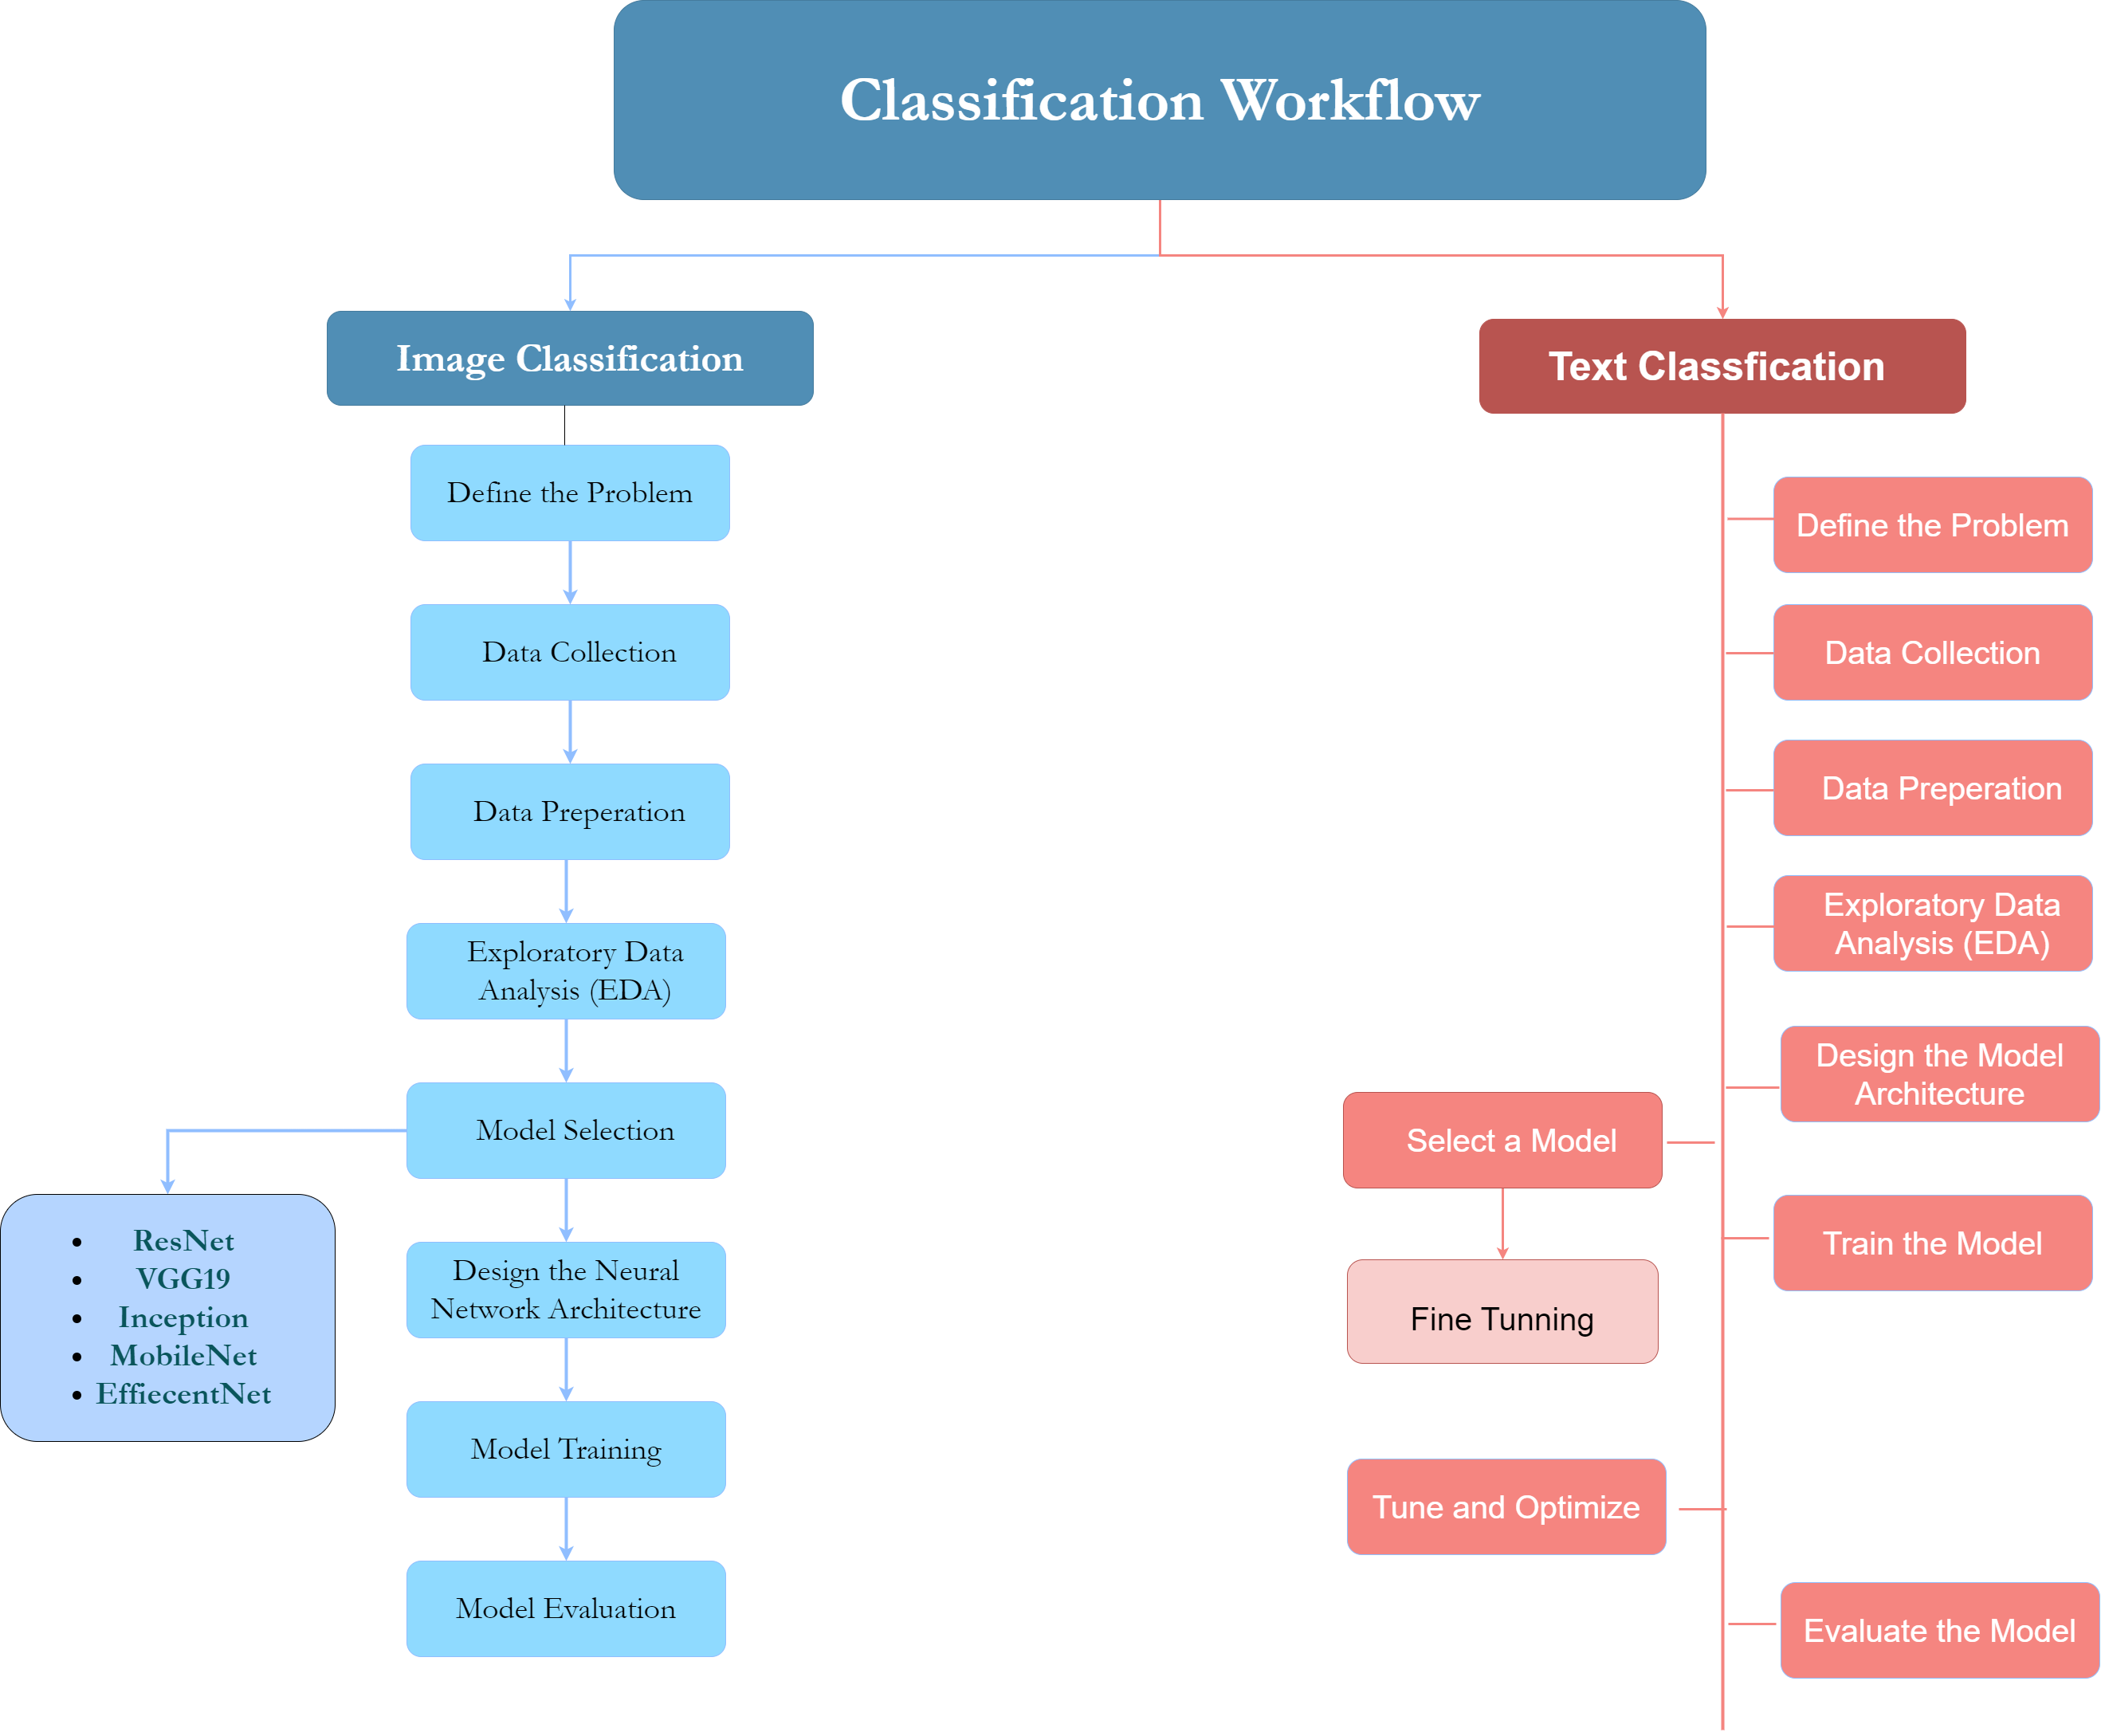 Classification Workflow
Image Classification
Define the Problem
Data Collection
Data Preperation
Exploratory Data
Analysis (EDA)
Model Selection
• ResNet
• VGG19
• Inception
• MobileNet
• EffiecentNet
Design the Neural
Network Architecture
Model Training
Model Evaluation
Text Classfication
Define the Problem
Data Collection
Data Preperation
Exploratory Data
Analysis (EDA)
Design the Model
Architecture
Select a Model
Fine Tunning
Train the Model
Tune and Optimize
Evaluate the Model